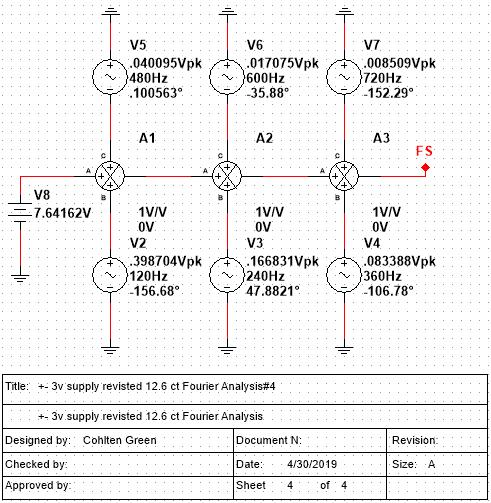 V5
.040095Vpk
480Hz
.100563°
V6
.017075Vpk
600Hz
-35.88°
V7
.008509Vpk
720Hz
-152.29°
A1
A2
A3
FS
C
C
C
A
A
A
B
B
B
V8
7.64162V
1V/V
0V
1V/V
0V
1V/V
0V
V2
.398704Vpk
120Hz
-156.68°
V3
.166831Vpk
240Hz
47.8821°
V4
.083388Vpk
360Hz
-106.78°
Title: +- 3v supply revisted 12.6 ct Fourier Analysis#4
+- 3v supply revisted 12.6 ct Fourier Analysis
Designed by: Cohlten Green
Document N:
Revision:
Checked by:
Date: 4/30/2019
Size: A
Approved by:
Sheet 4 of 4